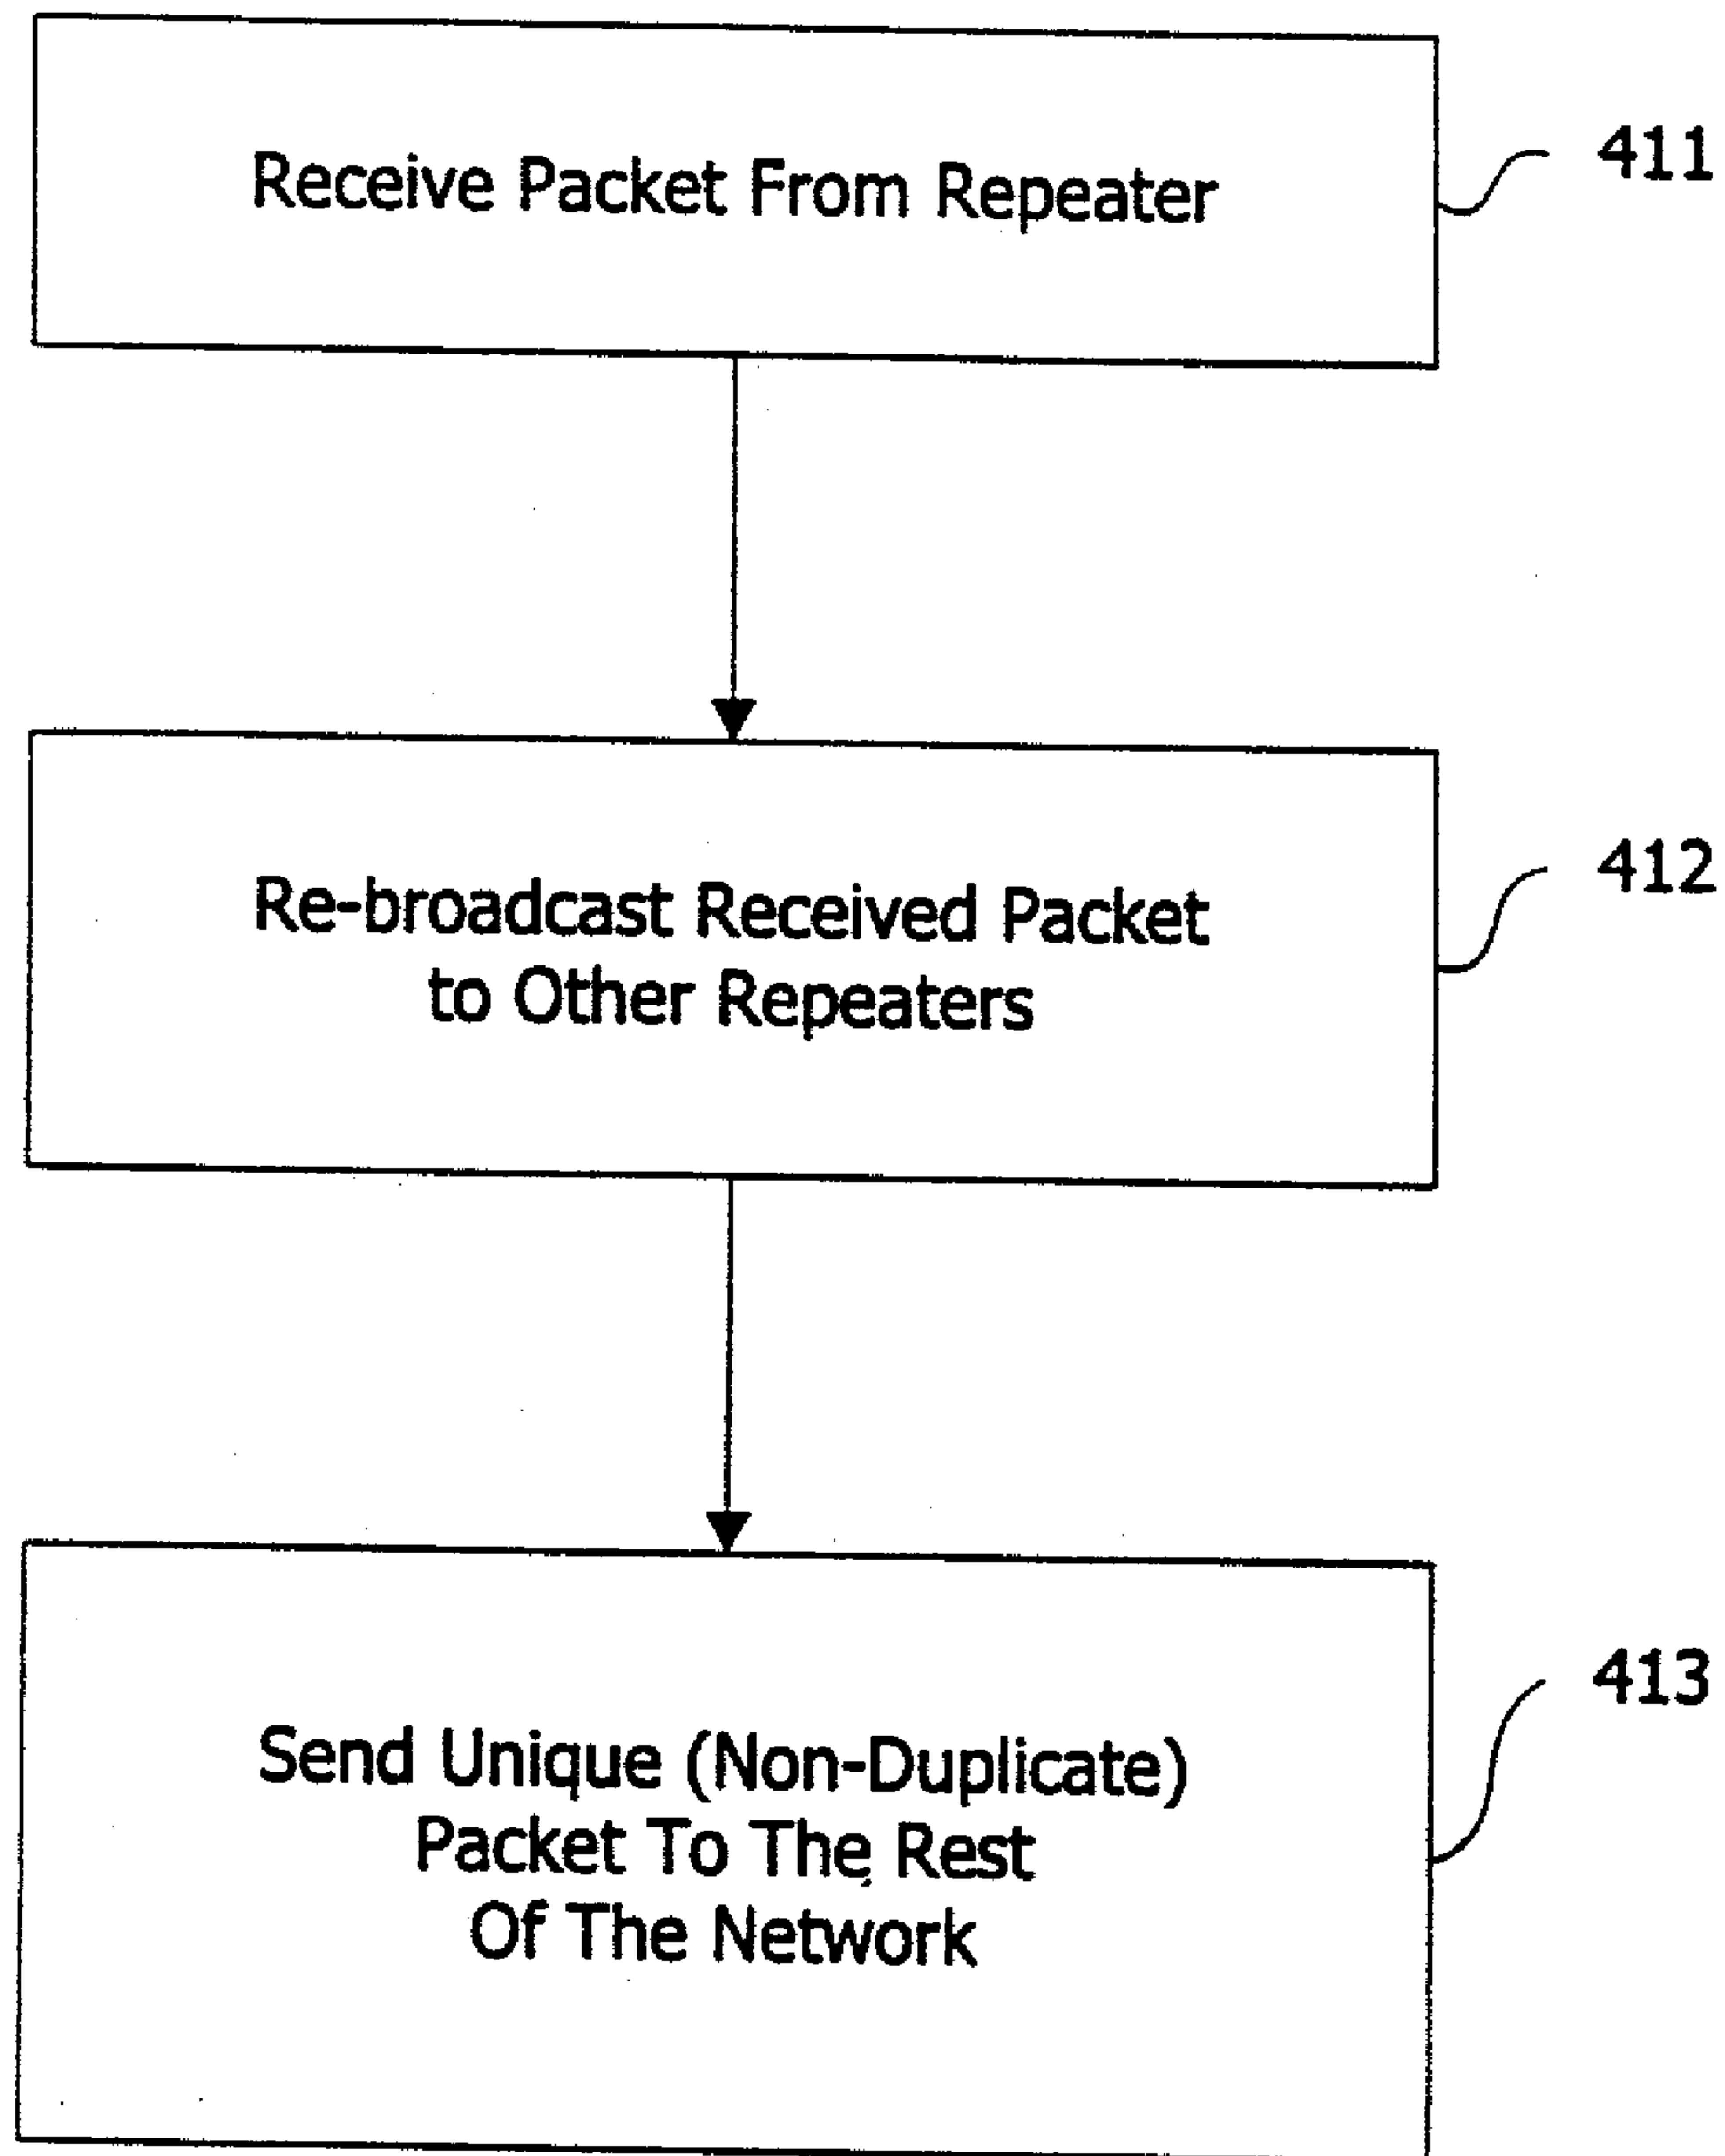 Receive Packet From Repeater
411
Re-broadcast Received Packet
to Other Repeaters
412
Send Unique (Non-Duplicate)
Packet To The Rest
Of The Network
413